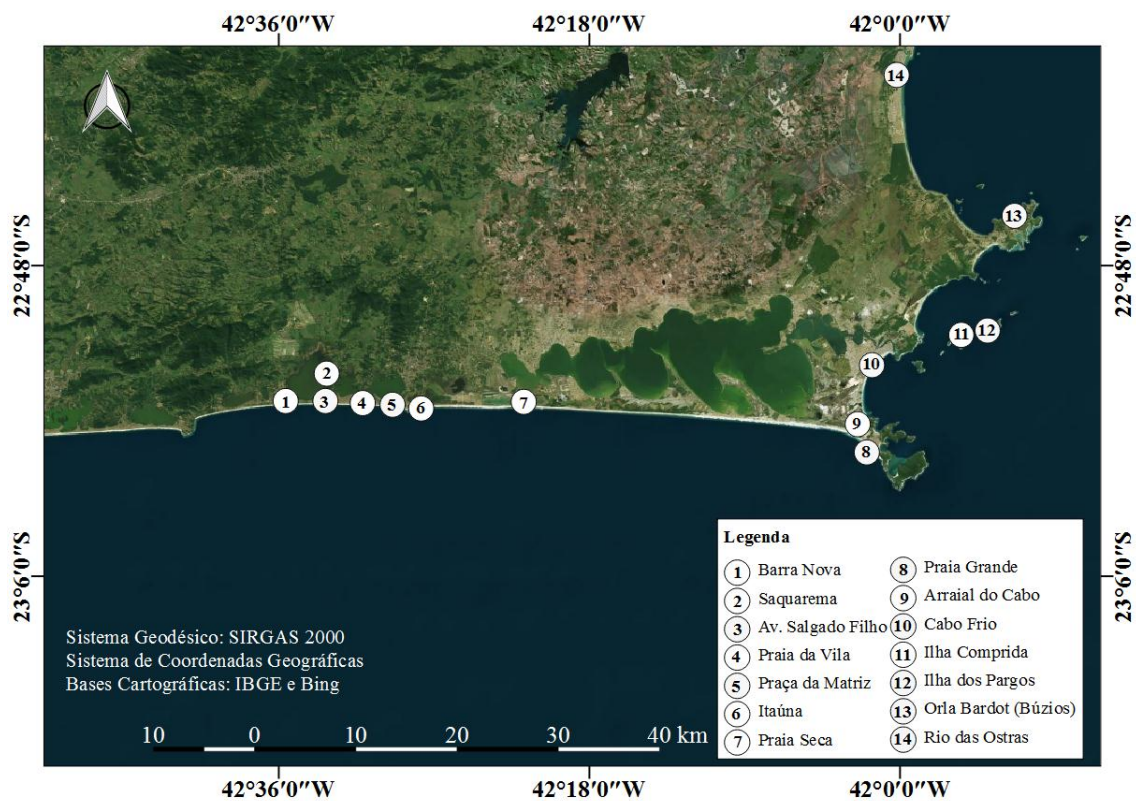 42°36′0″W 42°18′0″W 42°0′0″W
14
13
22°48′0″S 22°48′0″S
11 12
10
2
1 3 4 5 6 7
9
8
Legenda
1 Barra Nova
2 Saquarema
3 Av. Salgado Filho
4 Praia da Vila
5 Praça da Matriz
6 Itaúna
7 Praia Seca
8 Praia Grande
9 Arraial do Cabo
10 Cabo Frio
11 Ilha Comprida
12 Ilha dos Pargos
13 Orla Bardot (Búzios)
14 Rio das Ostras
23°6′0″S 23°6′0″S
Sistema Geodésico: SIRGAS 2000
Sistema de Coordenadas Geográficas
Bases Cartográficas: IBGE e Bing
10 0 10 20 30 40 km
42°36′0″W 42°18′0″W 42°0′0″W